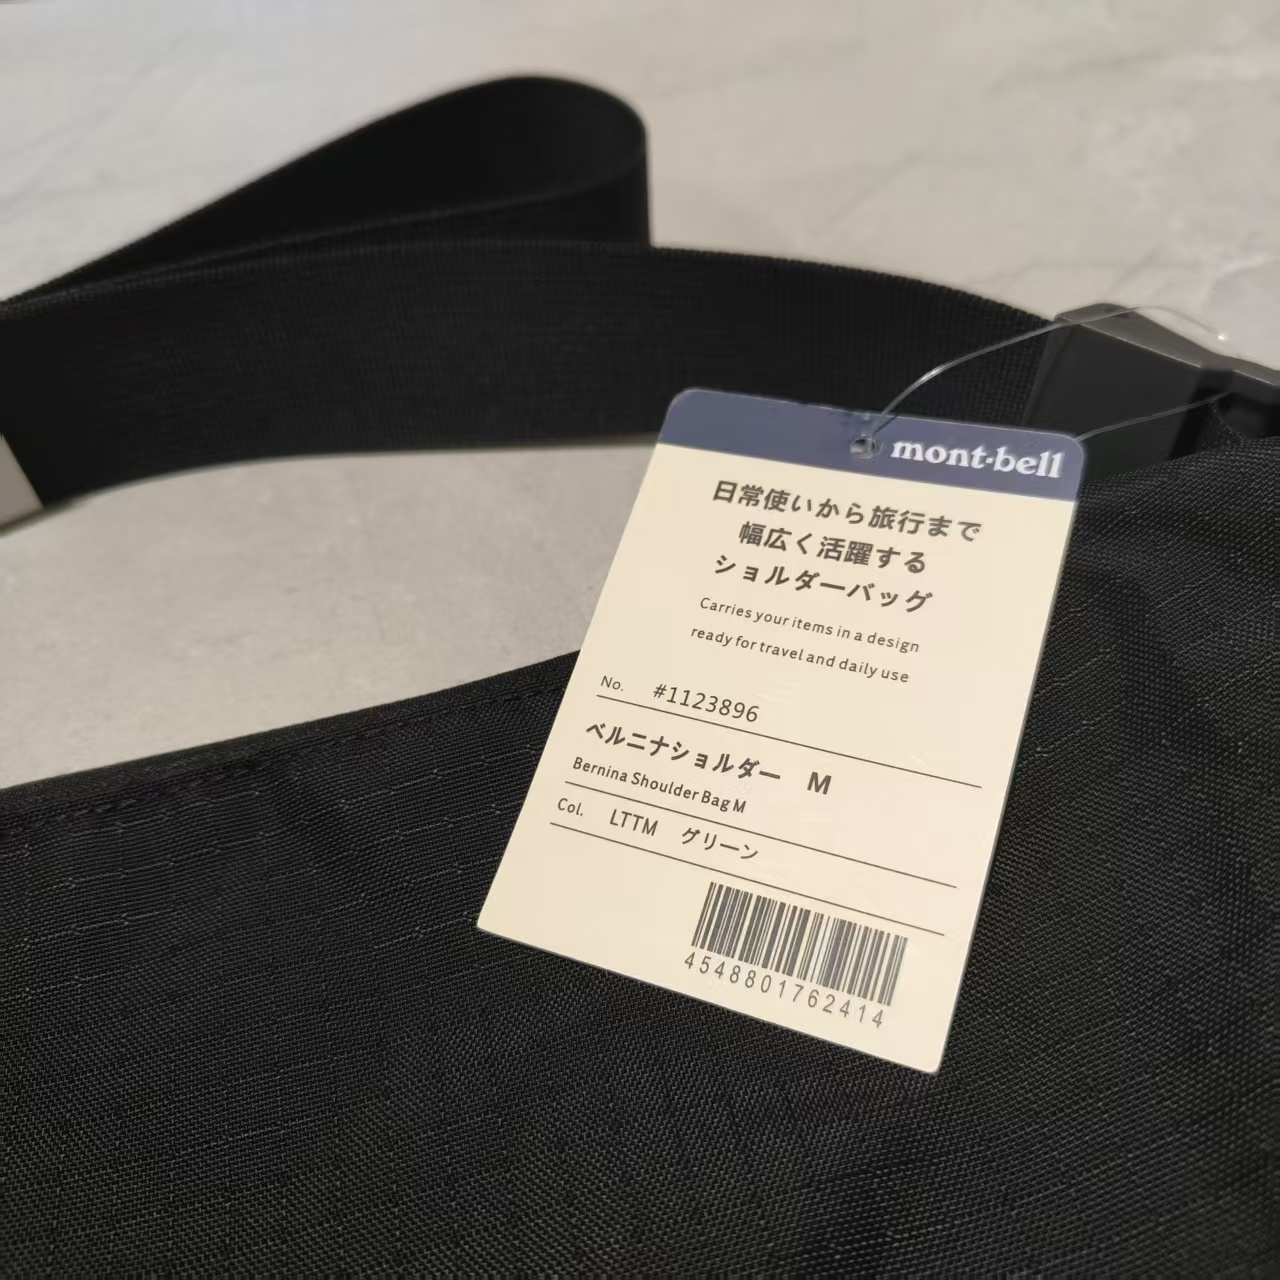 mont-bell
日常使いから旅行まで
幅広く活躍する
ショルダーバッグ
Carries your items in a design
ready for travel and daily use
No. #1123896
ベルニナショルダー M
Bernina Shoulder Bag M
Col. LTTM グリーン
4548801762414